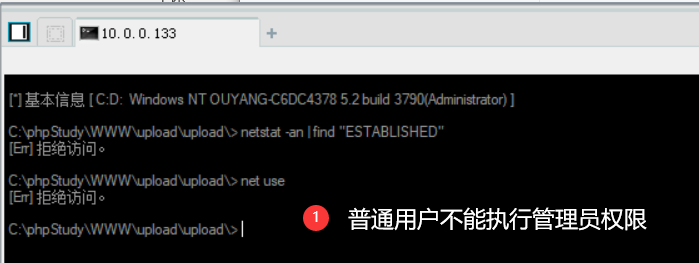 10.0.0.133
[*] 基本信息 [ C:D: Windows NT OUYANG-C6DC4378 5.2 build 3790(Administrator) ]
C:\phpStudy\WWW\upload\upload\> netstat -an | find "ESTABLISHED"
[Err] 拒绝访问。
C:\phpStudy\WWW\upload\upload\> net use
[Err] 拒绝访问。
1 普通用户不能执行管理员权限
C:\phpStudy\WWW\upload\upload\>